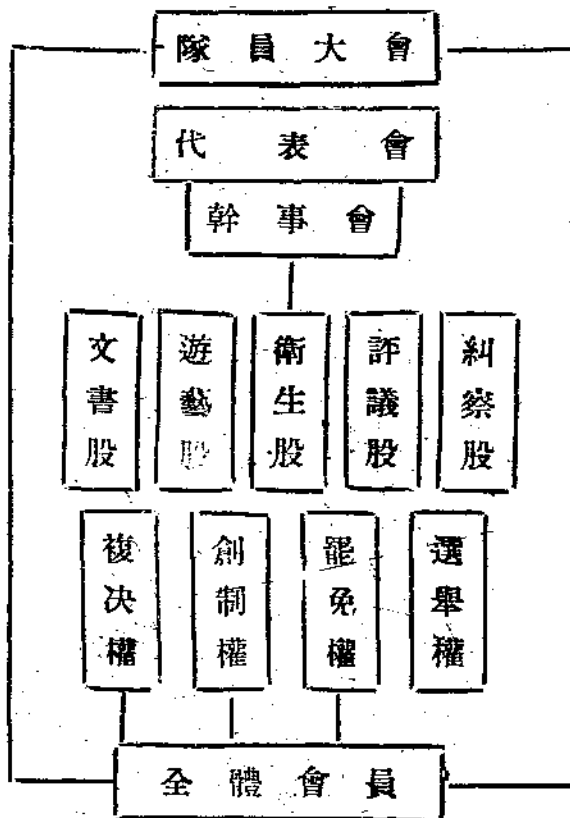 隊員大會
代表會
幹事會
文書股
遊藝股
衛生股
評議股
糾察股
複决權
創制權
罷免權
選舉權
全體會員